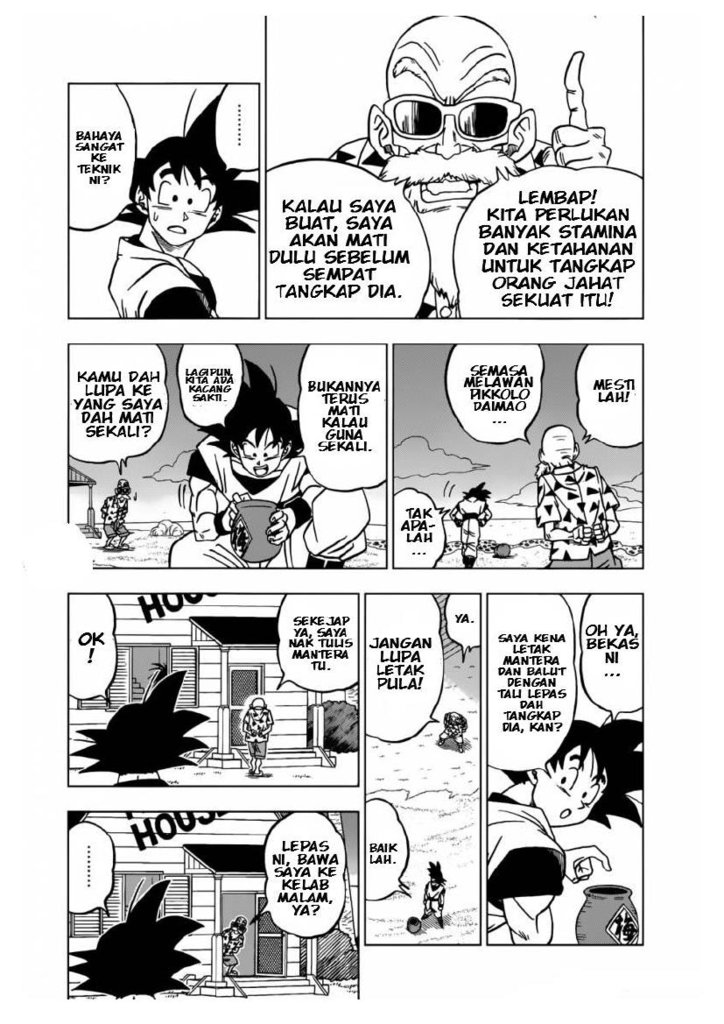 LEMBAP!
KITA PERLUKAN
BANYAK STAMINA
DAN KETAHANAN
UNTUK TANGKAP
ORANG JAHAT
SEKUAT ITU!
KALAU SAYA
BUAT, SAYA
AKAN MATI
DULU SEBELUM
SEMPAT
TANGKAP DIA.
.........
BAHAYA
SANGAT
KE
TEKNIK
NI?
MESTI
LAH!
SEMASA
MELAWAN
PIKKOLO
DAIMAO
...
TAK
APA-
LAH
...
BUKANNYA
TERUS
MATI
KALAU
GUNA
SEKALI.
LAGIPUN,
KITA ADA
KACANG
SAKTI.
KAMU DAH
LUPA KE
YANG SAYA
DAH MATI
SEKALI?
梅
OH YA,
BEKAS
NI
...
SAYA KENA
LETAK
MANTERA
DAN BALUT
DENGAN
TALI LEPAS
DAH
TANGKAP
DIA, KAN?
梅
YA.
JANGAN
LUPA
LETAK
PULA!
BAIK
LAH.
SEKEJAP
YA, SAYA
NAK TULIS
MANTERA
TU.
HOUS
OK
!
LEPAS
NI, BAWA
SAYA KE
KELAB
MALAM,
YA?
HOUS
........